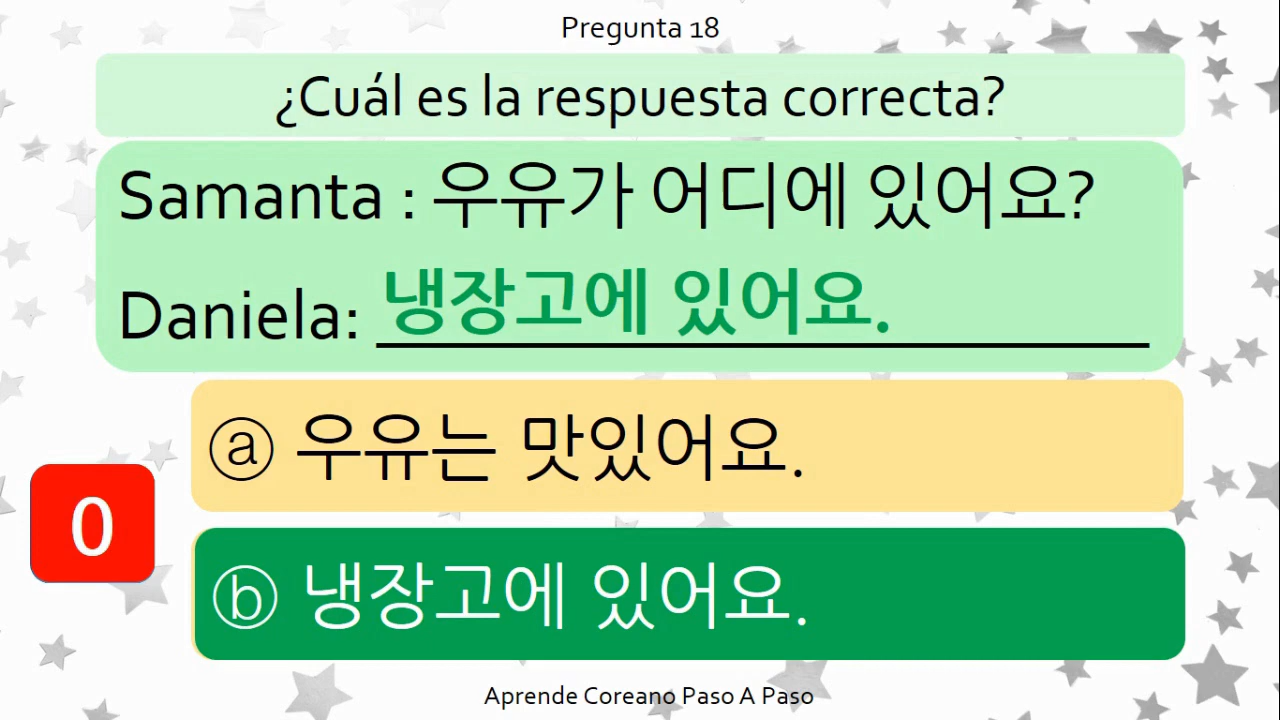 Pregunta 18
¿Cuál es la respuesta correcta?
Samanta : 우유가 어디에 있어요?
Daniela: 냉장고에 있어요.
ⓐ 우유는 맛있어요.
0
ⓑ 냉장고에 있어요.
Aprende Coreano Paso A Paso